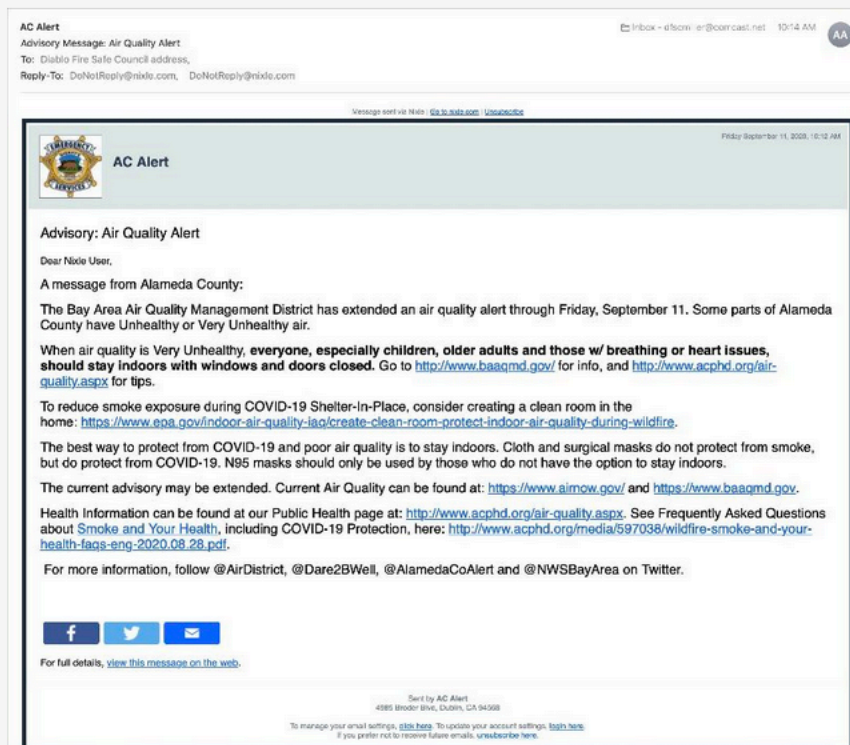 AC Alert
Inbox - 10:14 AM
AA
Advisory Message: Air Quality Alert
To: Diablo Fire Safe Council address,
Reply-To: DoNotReply@nixle.com, DoNotReply@nixle.com
Message sent via Nixle | Go to nixle.com | Unsubscribe
Friday September 11, 2020, 10:12 AM
EMERGENCY
SERVICES
AC Alert
Advisory: Air Quality Alert
Dear Nixle User,
A message from Alameda County:
The Bay Area Air Quality Management District has extended an air quality alert through Friday, September 11. Some parts of Alameda
County have Unhealthy or Very Unhealthy air.
When air quality is Very Unhealthy, everyone, especially children, older adults and those w/ breathing or heart issues,
should stay indoors with windows and doors closed. Go to http://www.baaqmd.gov/ for info, and http://www.acphd.org/air-
quality.aspx for tips.
To reduce smoke exposure during COVID-19 Shelter-In-Place, consider creating a clean room in the
home: https://www.epa.gov/indoor-air-quality-iaq/create-clean-room-protect-indoor-air-quality-during-wildfire.
The best way to protect from COVID-19 and poor air quality is to stay indoors. Cloth and surgical masks do not protect from smoke,
but do protect from COVID-19. N95 masks should only be used by those who do not have the option to stay indoors.
The current advisory may be extended. Current Air Quality can be found at: https://www.airnow.gov/ and https://www.baaqmd.gov.
Health Information can be found at our Public Health page at: http://www.acphd.org/air-quality.aspx. See Frequently Asked Questions
about Smoke and Your Health, including COVID-19 Protection, here: http://www.acphd.org/media/597038/wildfire-smoke-and-your-
health-faqs-eng-2020.08.28.pdf.
For more information, follow @AirDistrict, @Dare2BWell, @AlamedaCoAlert and @NWSBayArea on Twitter.
f
For full details, view this message on the web.
Sent by AC Alert
4985 Broder Blve, Dublin, CA 94568
To manage your email settings, click here. To update your account settings, login here.
If you prefer not to receive future emails, unsubscribe here.